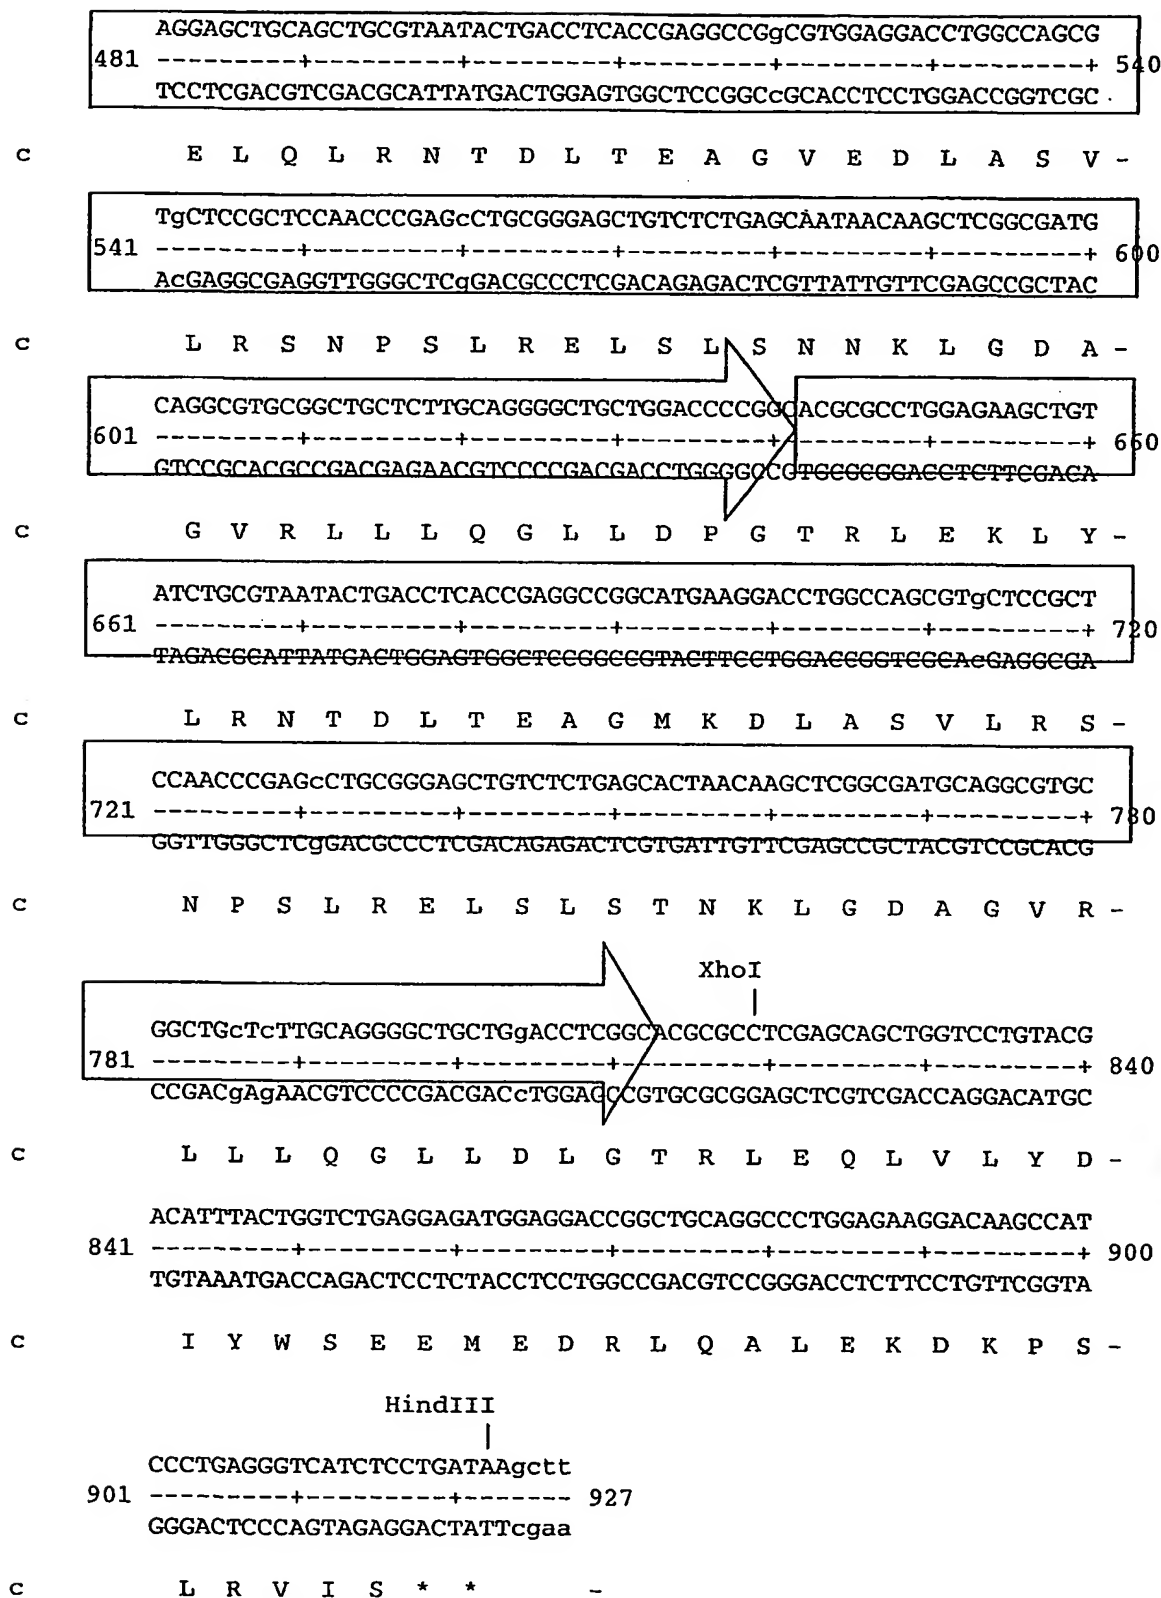 AGGAGCTGCAGCTGCGTAATACTGACCTCACCGAGGCCGgCGTGGAGGACCTGGCCAGCG
481 ---------+---------+---------+---------+---------+---------+ 540
TCCTCGACGTCGACGCATTATGACTGGAGTGGCTCCGGCcGCACCTCCTGGACCGGTCGC
c E L Q L R N T D L T E A G V E D L A S V -
TgCTCCGCTCCAACCCGAGcCTGCGGGAGCTGTCTCTGAGCAATAACAAGCTCGGCGATG
541 ---------+---------+---------+---------+---------+---------+ 600
AcGAGGCGAGGTTGGGCTCgGACGCCCTCGACAGAGACTCGTTATTGTTCGAGCCGCTAC
c L R S N P S L R E L S L S N N K L G D A -
CAGGCGTGCGGCTGCTCTTGCAGGGGCTGCTGGACCCCGGCACGCGCCTGGAGAAGCTGT
601 ---------+---------+---------+---------+---------+---------+ 660
GTCCGCACGCCGACGAGAACGTCCCCGACGACCTGGGGCCGTGCGCGGACCTCTTCGACA
c G V R L L L Q G L L D P G T R L E K L Y -
ATCTGCGTAATACTGACCTCACCGAGGCCGGCATGAAGGACCTGGCCAGCGTgCTCCGCT
661 ---------+---------+---------+---------+---------+---------+ 720
TAGACGCATTATGACTGGAGTGGCTCCGGCCGTACTTCCTGGACCGGTCGCAcGAGGCGA
c L R N T D L T E A G M K D L A S V L R S -
CCAACCCGAGcCTGCGGGAGCTGTCTCTGAGCACTAACAAGCTCGGCGATGCAGGCGTGC
721 ---------+---------+---------+---------+---------+---------+ 780
GGTTGGGCTCgGACGCCCTCGACAGAGACTCGTGATTGTTCGAGCCGCTACGTCCGCACG
c N P S L R E L S L S T N K L G D A G V R -
XhoI
|
GGCTGcTcTTGCAGGGGCTGCTGgACCTCGGCACGCGCCTCGAGCAGCTGGTCCTGTACG
781 ---------+---------+---------+---------+---------+---------+ 840
CCGACgAgAACGTCCCCGACGACcTGGAGCCGTGCGCGGAGCTCGTCGACCAGGACATGC
c L L L Q G L L D L G T R L E Q L V L Y D -
ACATTTACTGGTCTGAGGAGATGGAGGACCGGCTGCAGGCCCTGGAGAAGGACAAGCCAT
841 ---------+---------+---------+---------+---------+---------+ 900
TGTAAATGACCAGACTCCTCTACCTCCTGGCCGACGTCCGGGACCTCTTCCTGTTCGGTA
c I Y W S E E M E D R L Q A L E K D K P S -
HindIII
|
CCCTGAGGGTCATCTCCTGATAAgctt
901 ---------+---------+------- 927
GGGACTCCCAGTAGAGGACTATTcgaa
c L R V I S * * -